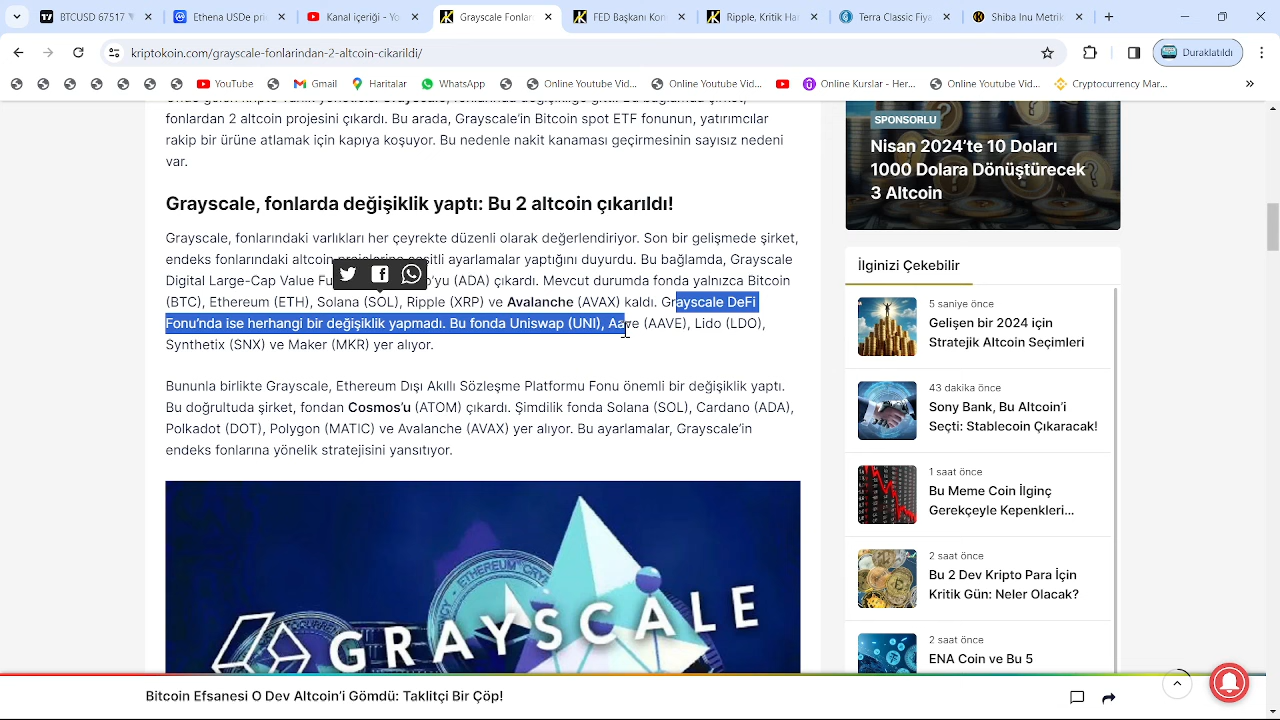 BTCUSD 67517
Etnena USDe pr
Kanal içeriği - Yo
Grayscale Fonlar
FED Başkanı Kon
Ripple Kritik Ha
Terra Classic Fiya
Shiba Inu Metrik
kriptokoin.com/grayscale-fonlarindan-2-altcoin-cikarildi/
Duraklatıldı
YouTube
Gmail
Haritalar
WhatsApp
Online Youtube Vid...
Online Youtube Vid...
Online Kurslar - Her...
Online Youtube Vid...
Cryptocurrency Mar...
fonlardan 2 altcoin projesini çıkardı. Bu arada, Grayscale’in Bitcoin spot ETF fonunun, yatırımcılar
rakip bir ürüne atlamak için kapıya vuruyor. Bu nedenle nakit kanaması geçirmesinin sayısız nedeni
var.
Grayscale, fonlarda değişiklik yaptı: Bu 2 altcoin çıkarıldı!
Grayscale, fonlarındaki varlıkları her çeyrekte düzenli olarak değerlendiriyor. Son bir gelişmede şirket,
endeks fonlarındaki altcoin projelerine çeşitli ayarlamalar yaptığını duyurdu. Bu bağlamda, Grayscale
Digital Large-Cap Value Fu o’yu (ADA) çıkardı. Mevcut durumda fonda yalnızca Bitcoin
(BTC), Ethereum (ETH), Solana (SOL), Ripple (XRP) ve Avalanche (AVAX) kaldı. Grayscale DeFi
Fonu’nda ise herhangi bir değişiklik yapmadı. Bu fonda Uniswap (UNI), Aave (AAVE), Lido (LDO),
Synthetix (SNX) ve Maker (MKR) yer alıyor.
Bununla birlikte Grayscale, Ethereum Dışı Akıllı Sözleşme Platformu Fonu önemli bir değişiklik yaptı.
Bu doğrultuda şirket, fondan Cosmos’u (ATOM) çıkardı. Şimdilik fonda Solana (SOL), Cardano (ADA),
Polkadot (DOT), Polygon (MATIC) ve Avalanche (AVAX) yer alıyor. Bu ayarlamalar, Grayscale’in
endeks fonlarına yönelik stratejisini yansıtıyor.
GRAYSCALE
SPONSORLU
Nisan 2024’te 10 Doları
1000 Dolara Dönüştürecek
3 Altcoin
İlginizi Çekebilir
5 saniye önce
Gelişen bir 2024 için
Stratejik Altcoin Seçimleri
43 dakika önce
Sony Bank, Bu Altcoin’i
Seçti: Stablecoin Çıkaracak!
1 saat önce
Bu Meme Coin İlginç
Gerekçeyle Kepenkleri...
2 saat önce
Bu 2 Dev Kripto Para İçin
Kritik Gün: Neler Olacak?
2 saat önce
ENA Coin ve Bu 5
Bitcoin Efsanesi O Dev Altcoin’i Gömdü: Taklitçi Bir Çöp!